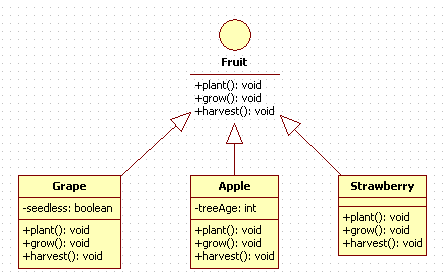 Fruit
+plant(): void
+grow(): void
+harvest(): void
Grape
-seedless: boolean
+plant(): void
+grow(): void
+harvest(): void
Apple
-treeAge: int
+plant(): void
+grow(): void
+harvest(): void
Strawberry
+plant(): void
+grow(): void
+harvest(): void